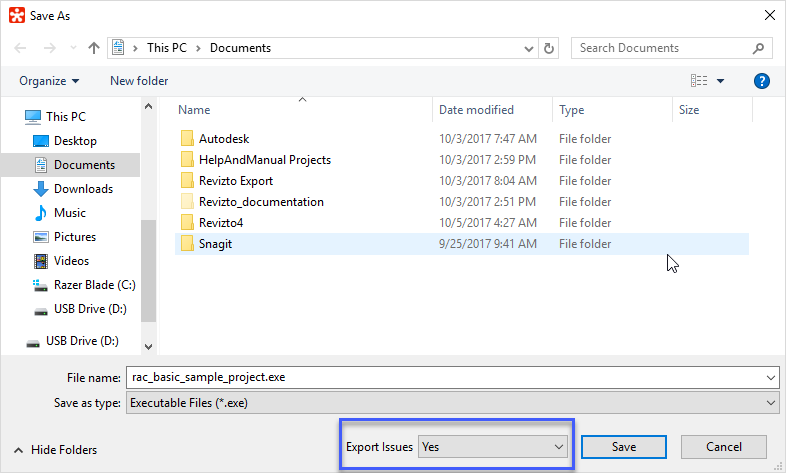 Save As
This PC > Documents
Search Documents
Organize
New folder
?
Name Date modified Type Size
This PC
Desktop
Documents
Downloads
Music
Pictures
Videos
Razer Blade (C:)
USB Drive (D:)
USB Drive (D:)
Autodesk 10/3/2017 7:47 AM File folder
HelpAndManual Projects 10/3/2017 2:59 PM File folder
Revizto Export 10/3/2017 8:04 AM File folder
Revizto_documentation 10/3/2017 2:51 PM File folder
Revizto4 10/5/2017 4:27 AM File folder
Snagit 9/25/2017 9:41 AM File folder
File name: rac_basic_sample_project.exe
Save as type: Executable Files (*.exe)
Hide Folders
Export Issues Yes
Save
Cancel